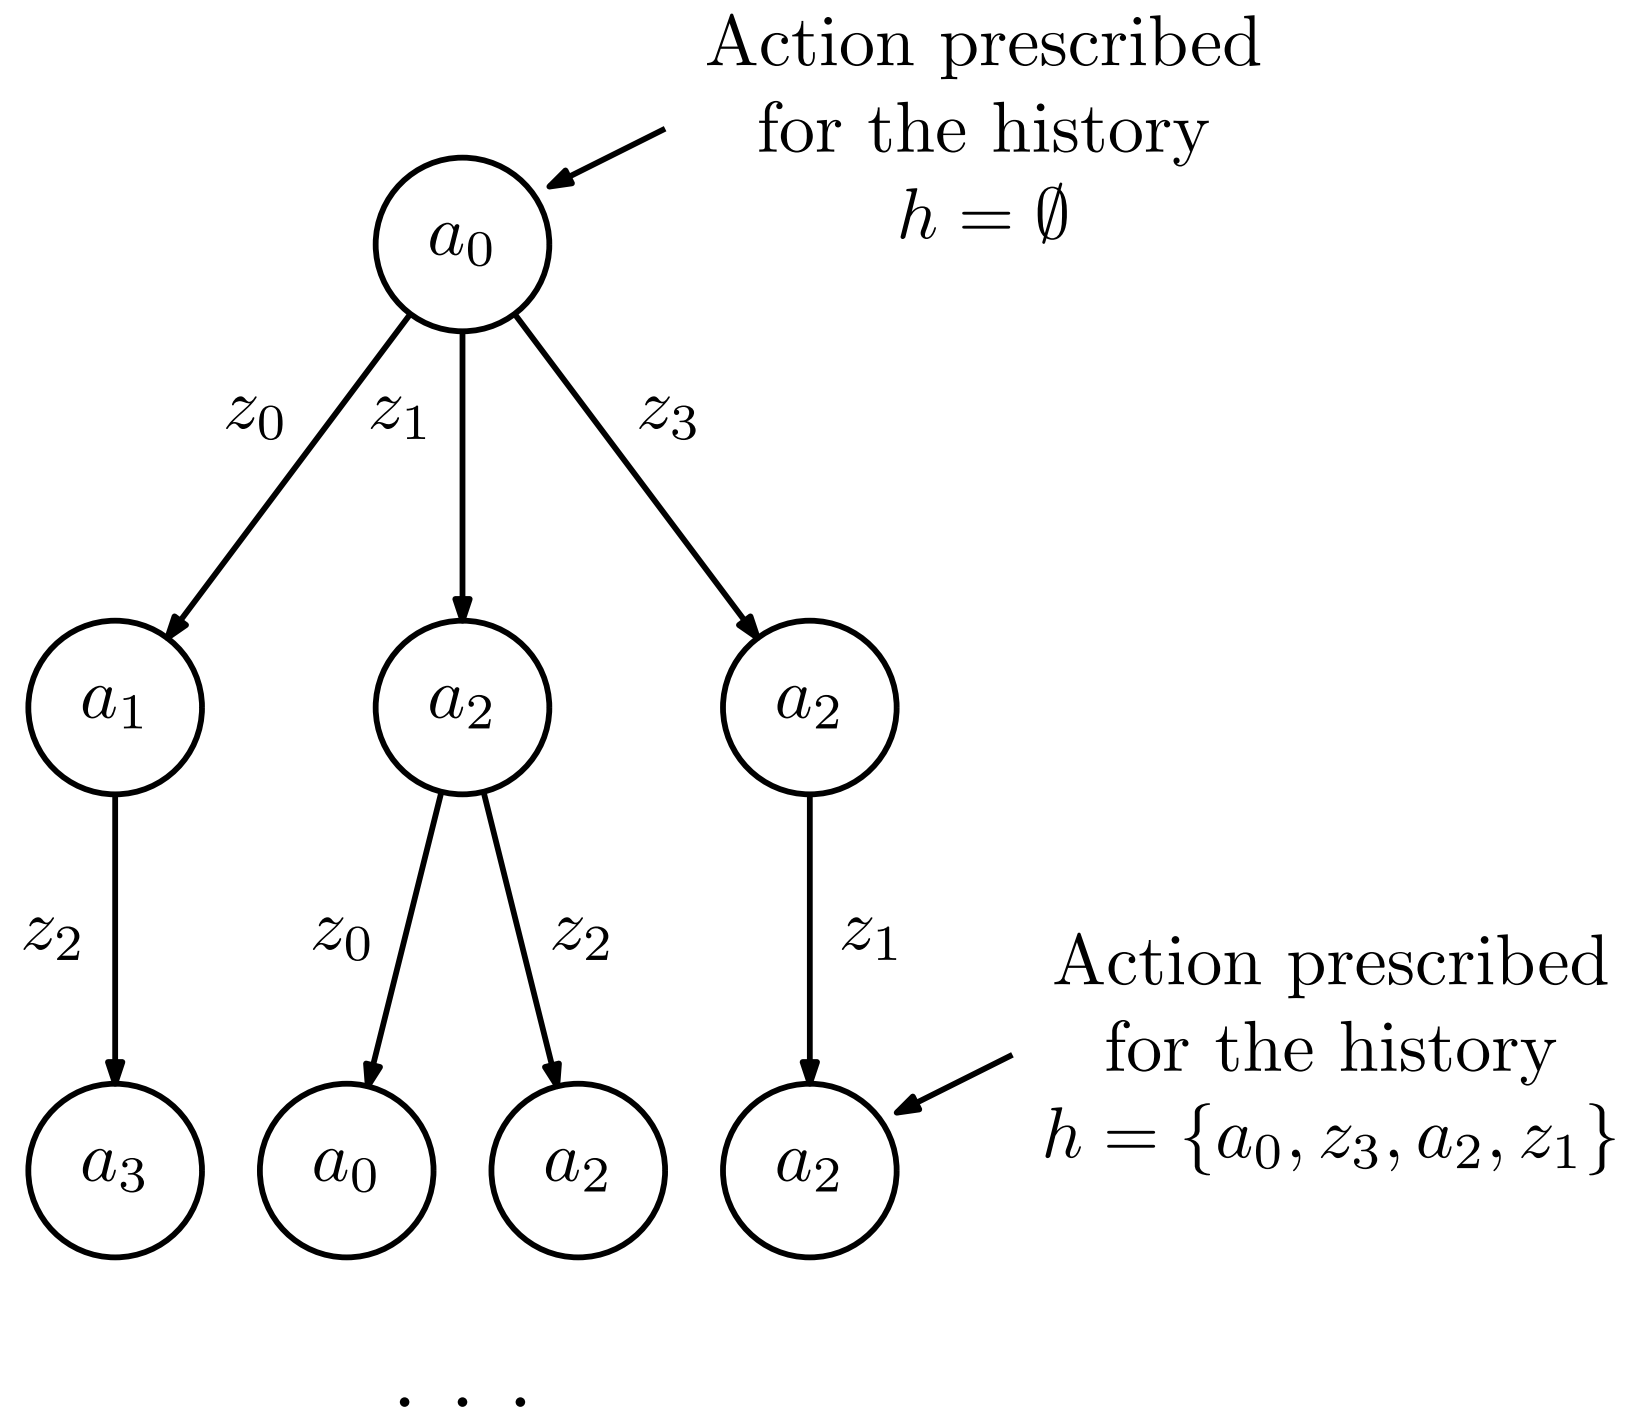 Action prescribed
for the history
h = ∅
a₀
z₀ z₁ z₃
a₁ a₂ a₂
z₂ z₀ z₂ z₁
Action prescribed
for the history
h = {a₀, z₃, a₂, z₁}
a₃ a₀ a₂ a₂
. . .